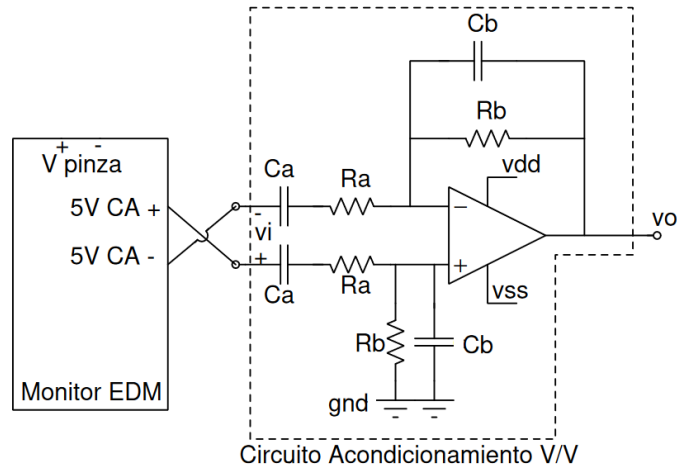 Cb
Rb
+ -
V pinza
vdd
Ca
Ra
5V CA +
-
−
vi
vo
5V CA -
+
+
Ca
Ra
vss
Rb
Cb
Monitor EDM
gnd
Circuito Acondicionamiento V/V